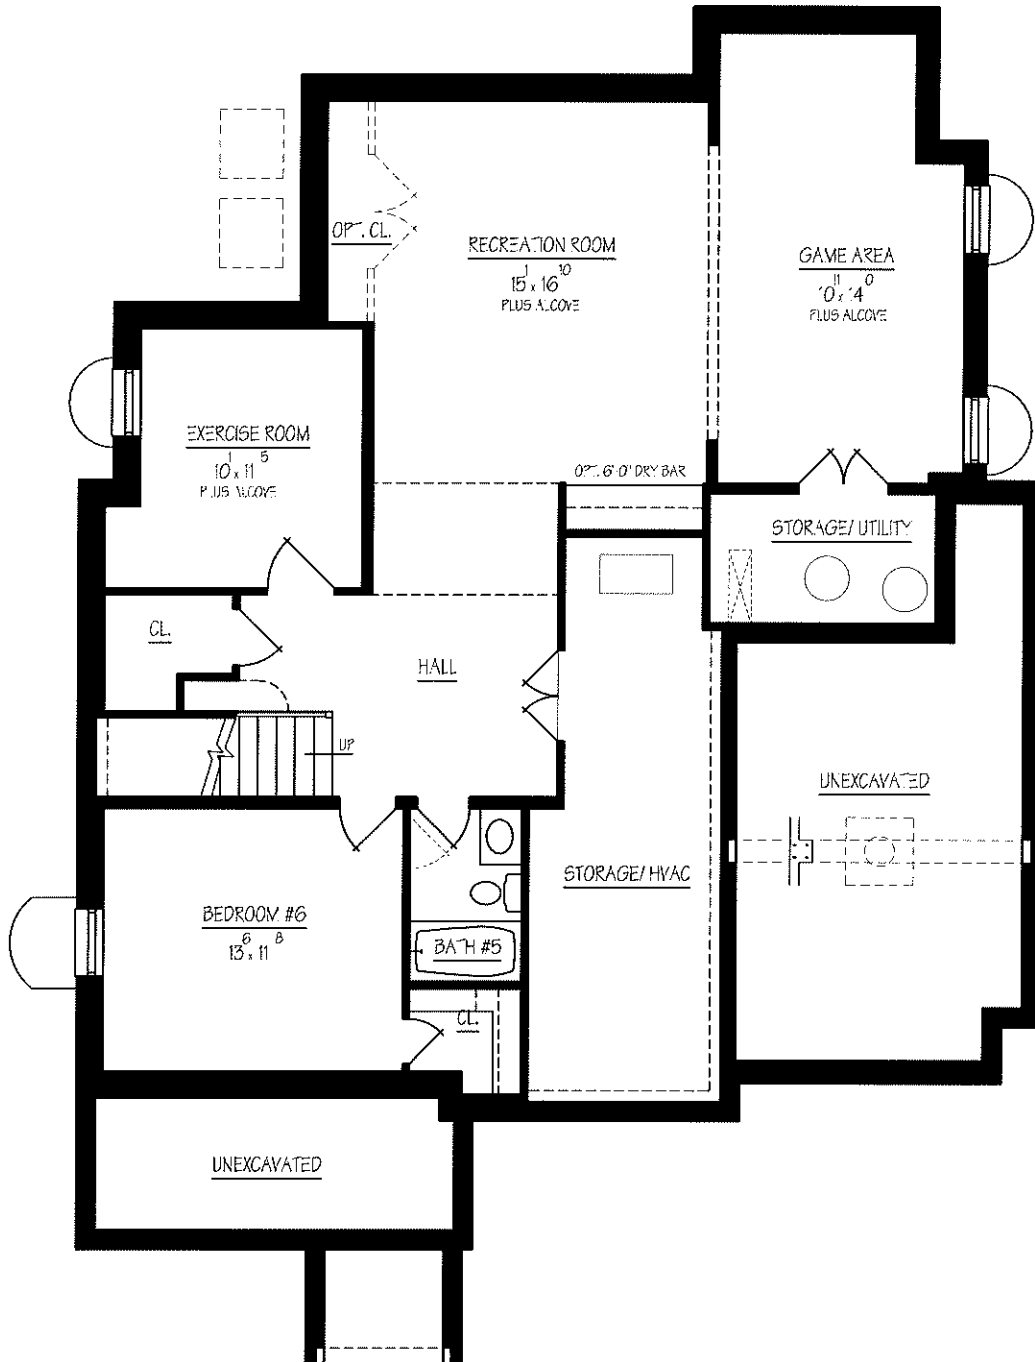 OPT. CL.
RECREATION ROOM
15¹ x 16¹⁰
PLUS ALCOVE
GAME AREA
10¹¹ x 14⁰
PLUS ALCOVE
EXERCISE ROOM
10¹ x 11⁵
PLUS ALCOVE
OPT. 6'-0" DRY BAR
STORAGE/ UTILITY
CL.
HALL
UP
UNEXCAVATED
STORAGE/ HVAC
BEDROOM #6
13⁶ x 11⁸
BATH #5
CL.
UNEXCAVATED